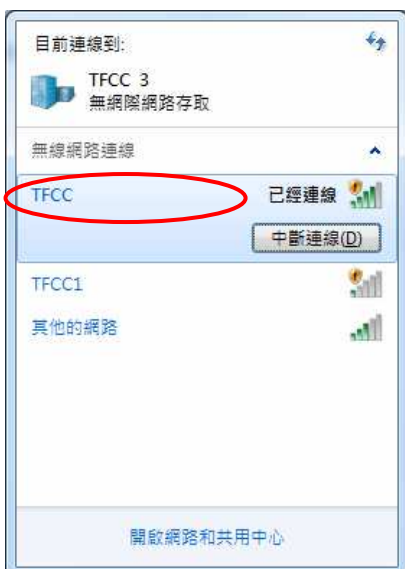 目前連線到:
TFCC 3
無網際網路存取
無線網路連線
TFCC 已經連線
中斷連線(D)
TFCC1
其他的網路
開啟網路和共用中心